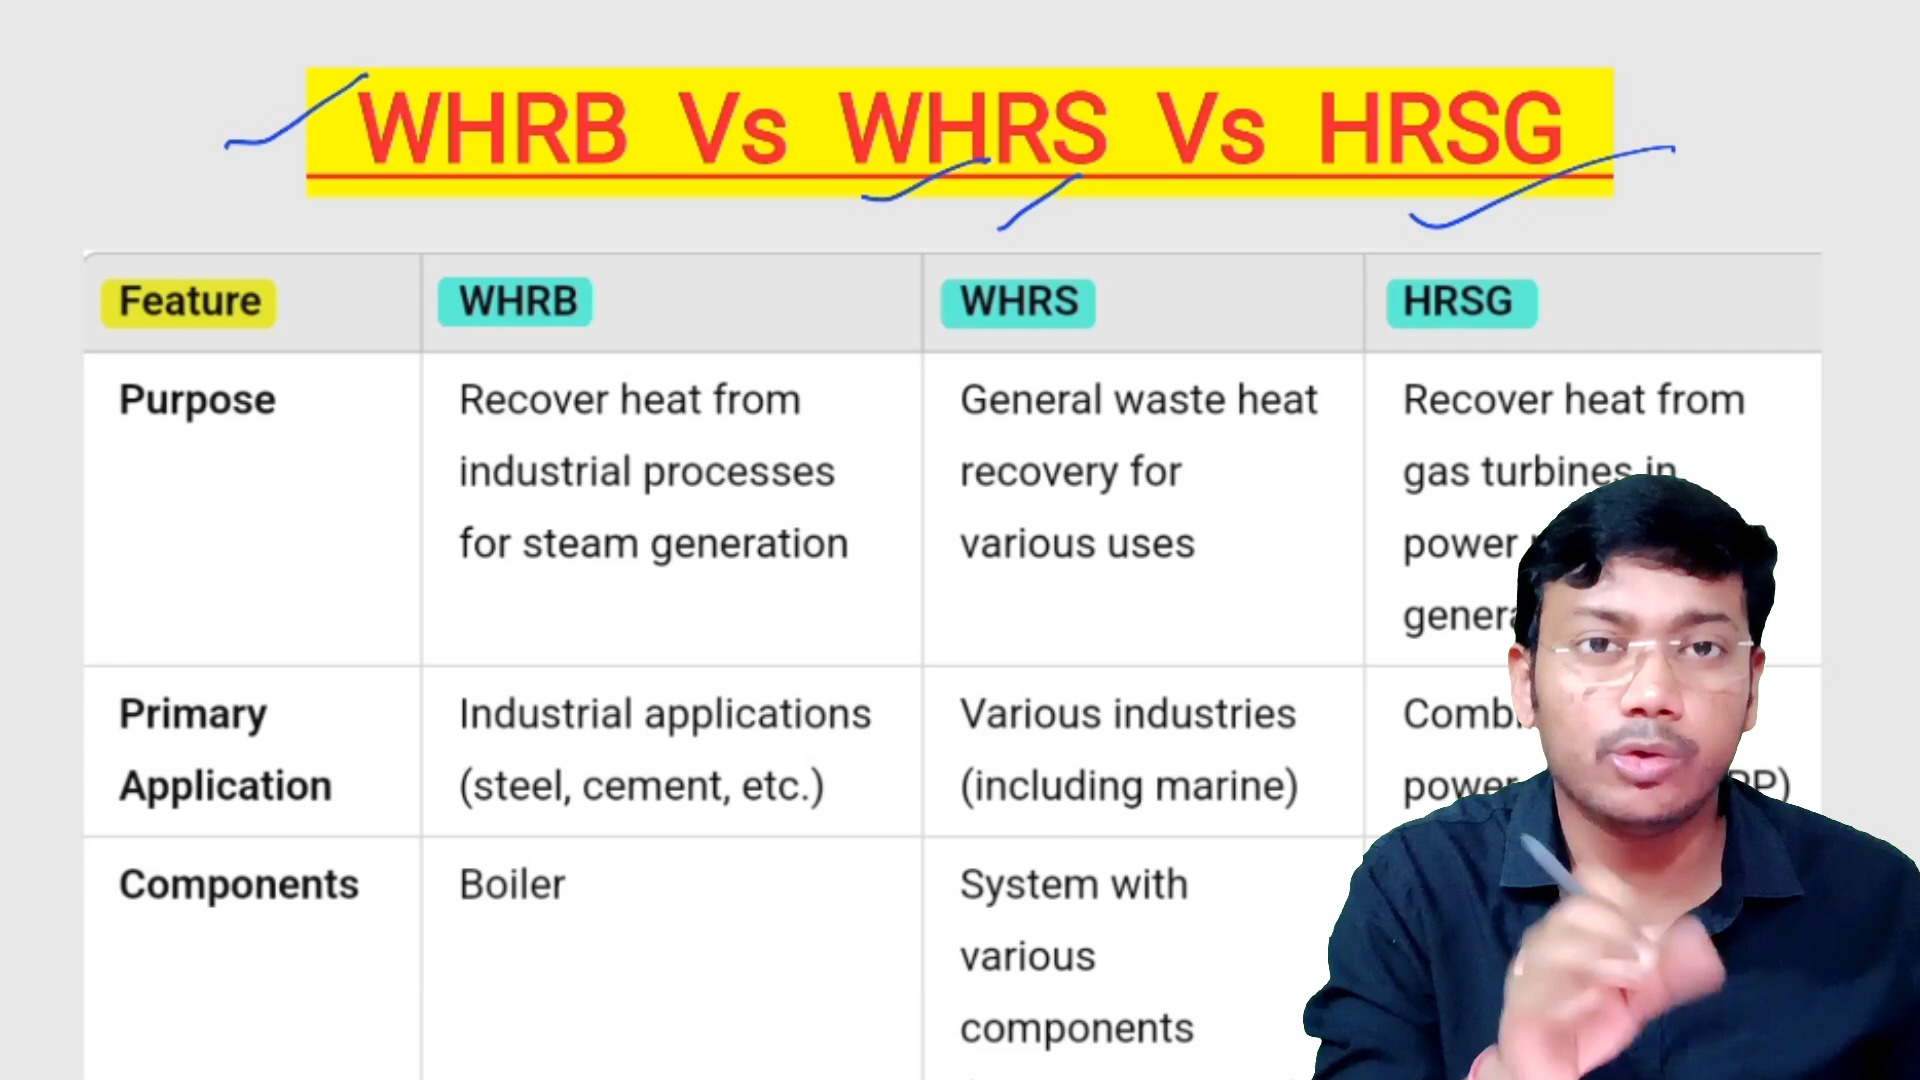 WHRB Vs WHRS Vs HRSG
Feature
WHRB
WHRS
HRSG
Purpose
Recover heat from
industrial processes
for steam generation
General waste heat
recovery for
various uses
Recover heat from
gas turbines in
power
Primary
Application
Industrial applications
(steel, cement, etc.)
Various industries
(including marine)
Components
Boiler
System with
various
components